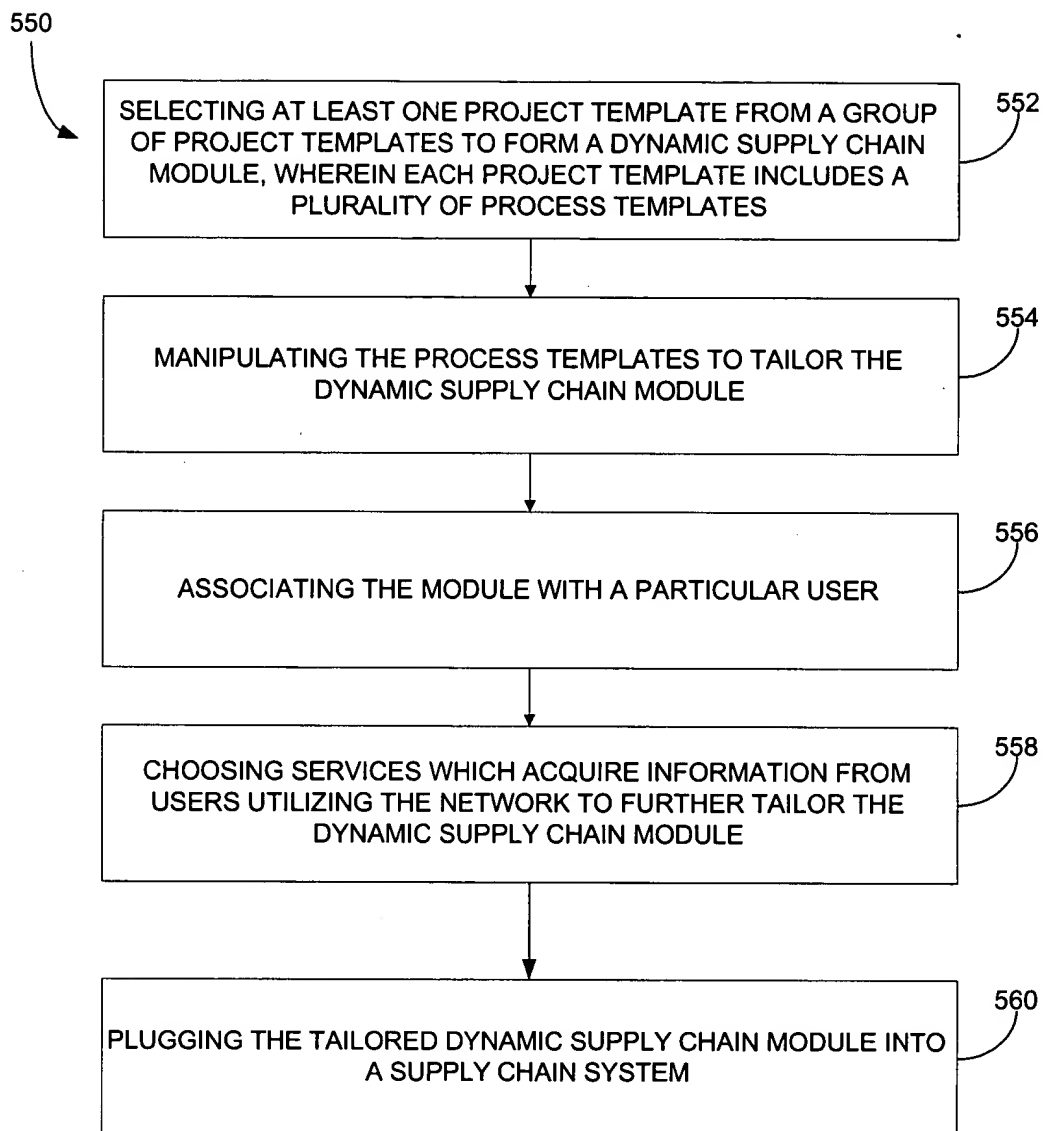 550
SELECTING AT LEAST ONE PROJECT TEMPLATE FROM A GROUP
OF PROJECT TEMPLATES TO FORM A DYNAMIC SUPPLY CHAIN
MODULE, WHEREIN EACH PROJECT TEMPLATE INCLUDES A
PLURALITY OF PROCESS TEMPLATES
552
MANIPULATING THE PROCESS TEMPLATES TO TAILOR THE
DYNAMIC SUPPLY CHAIN MODULE
554
ASSOCIATING THE MODULE WITH A PARTICULAR USER
556
CHOOSING SERVICES WHICH ACQUIRE INFORMATION FROM
USERS UTILIZING THE NETWORK TO FURTHER TAILOR THE
DYNAMIC SUPPLY CHAIN MODULE
558
PLUGGING THE TAILORED DYNAMIC SUPPLY CHAIN MODULE INTO
A SUPPLY CHAIN SYSTEM
560